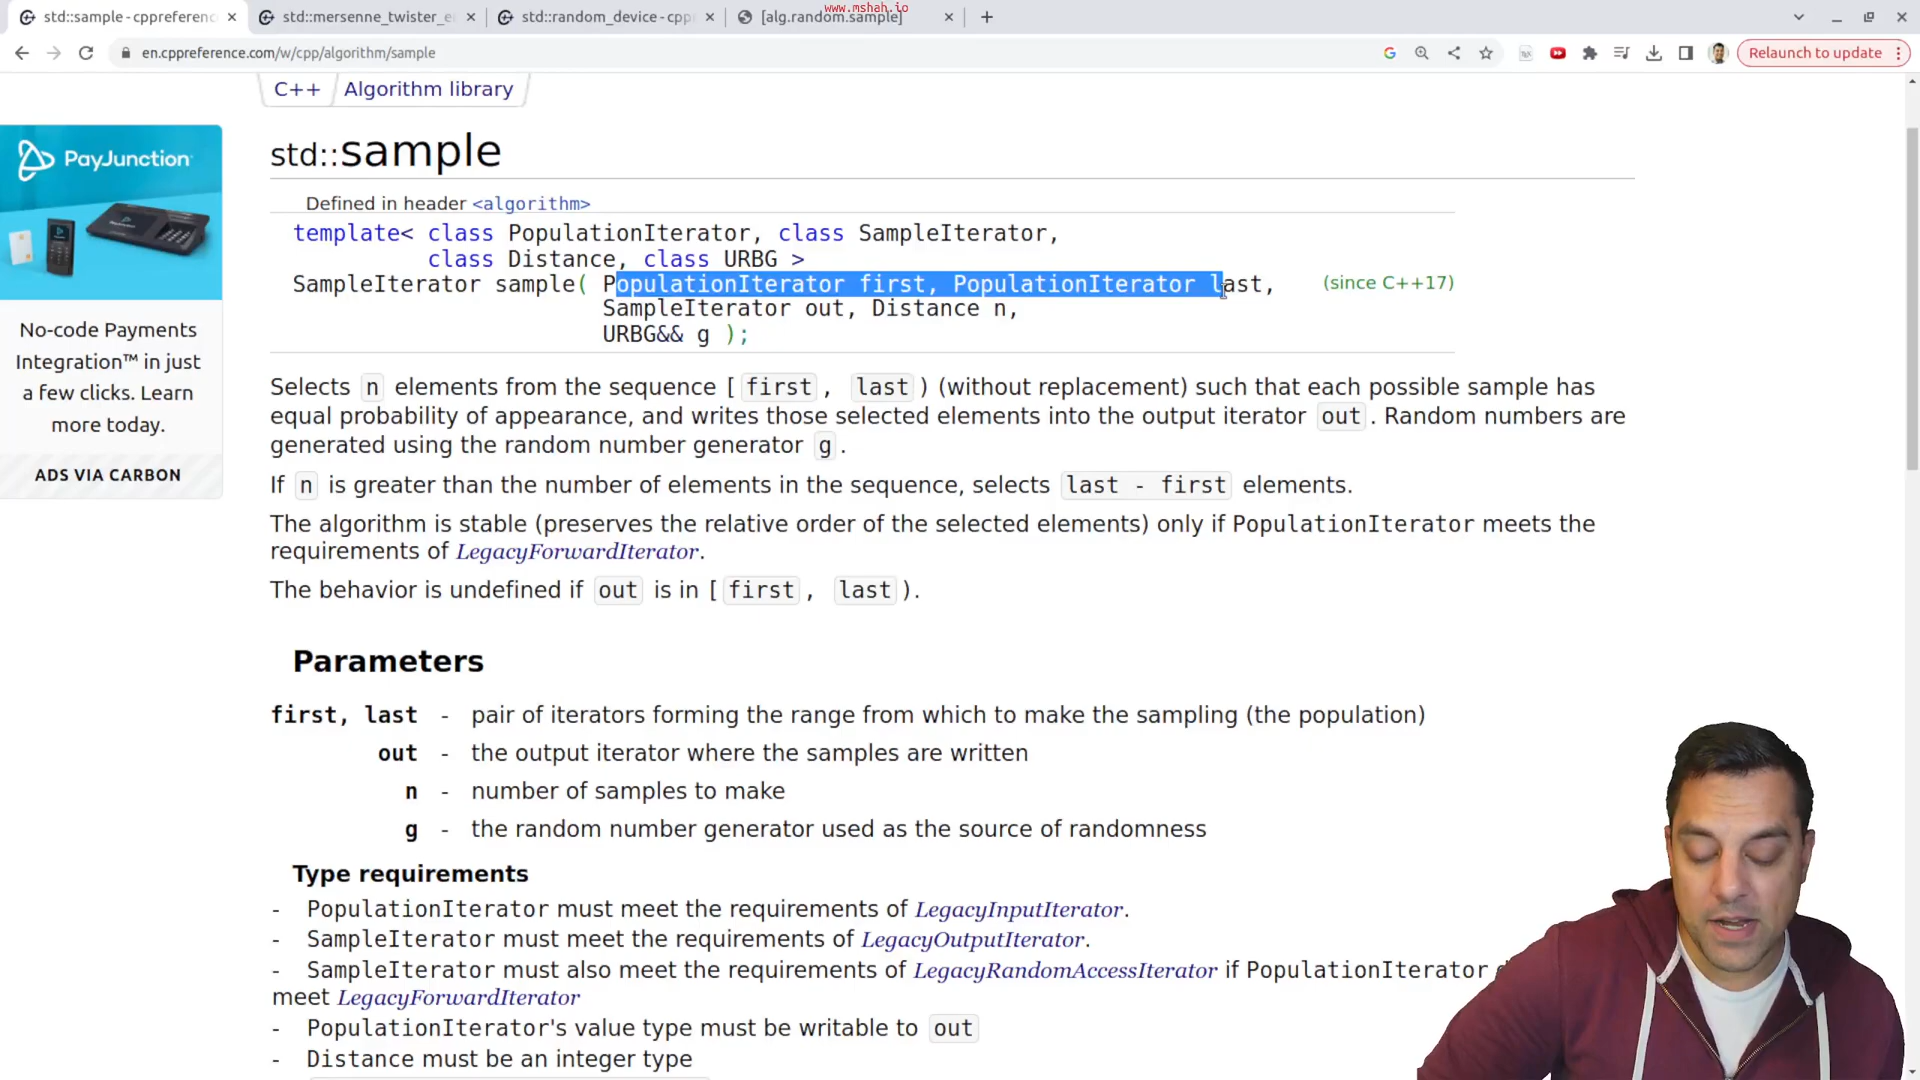 www.mshah.io
std::sample - cppreferenc
std::mersenne_twister_e
std::random_device - cpp
[alg.random.sample]
en.cppreference.com/w/cpp/algorithm/sample
Relaunch to update
C++
Algorithm library
std::sample
Defined in header <algorithm>
template< class PopulationIterator, class SampleIterator,
class Distance, class URBG >
SampleIterator sample( PopulationIterator first, PopulationIterator last,
(since C++17)
SampleIterator out, Distance n,
URBG&& g );
Selects n elements from the sequence [first, last) (without replacement) such that each possible sample has
equal probability of appearance, and writes those selected elements into the output iterator out. Random numbers are
generated using the random number generator g.
If n is greater than the number of elements in the sequence, selects last - first elements.
The algorithm is stable (preserves the relative order of the selected elements) only if PopulationIterator meets the
requirements of LegacyForwardIterator.
The behavior is undefined if out is in [first, last).
Parameters
first, last - pair of iterators forming the range from which to make the sampling (the population)
out - the output iterator where the samples are written
n - number of samples to make
g - the random number generator used as the source of randomness
Type requirements
- PopulationIterator must meet the requirements of LegacyInputIterator.
- SampleIterator must meet the requirements of LegacyOutputIterator.
- SampleIterator must also meet the requirements of LegacyRandomAccessIterator if PopulationIterator
meet LegacyForwardIterator
- PopulationIterator's value type must be writable to out
- Distance must be an integer type
PayJunction
No-code Payments
Integration™ in just
a few clicks. Learn
more today.
ADS VIA CARBON